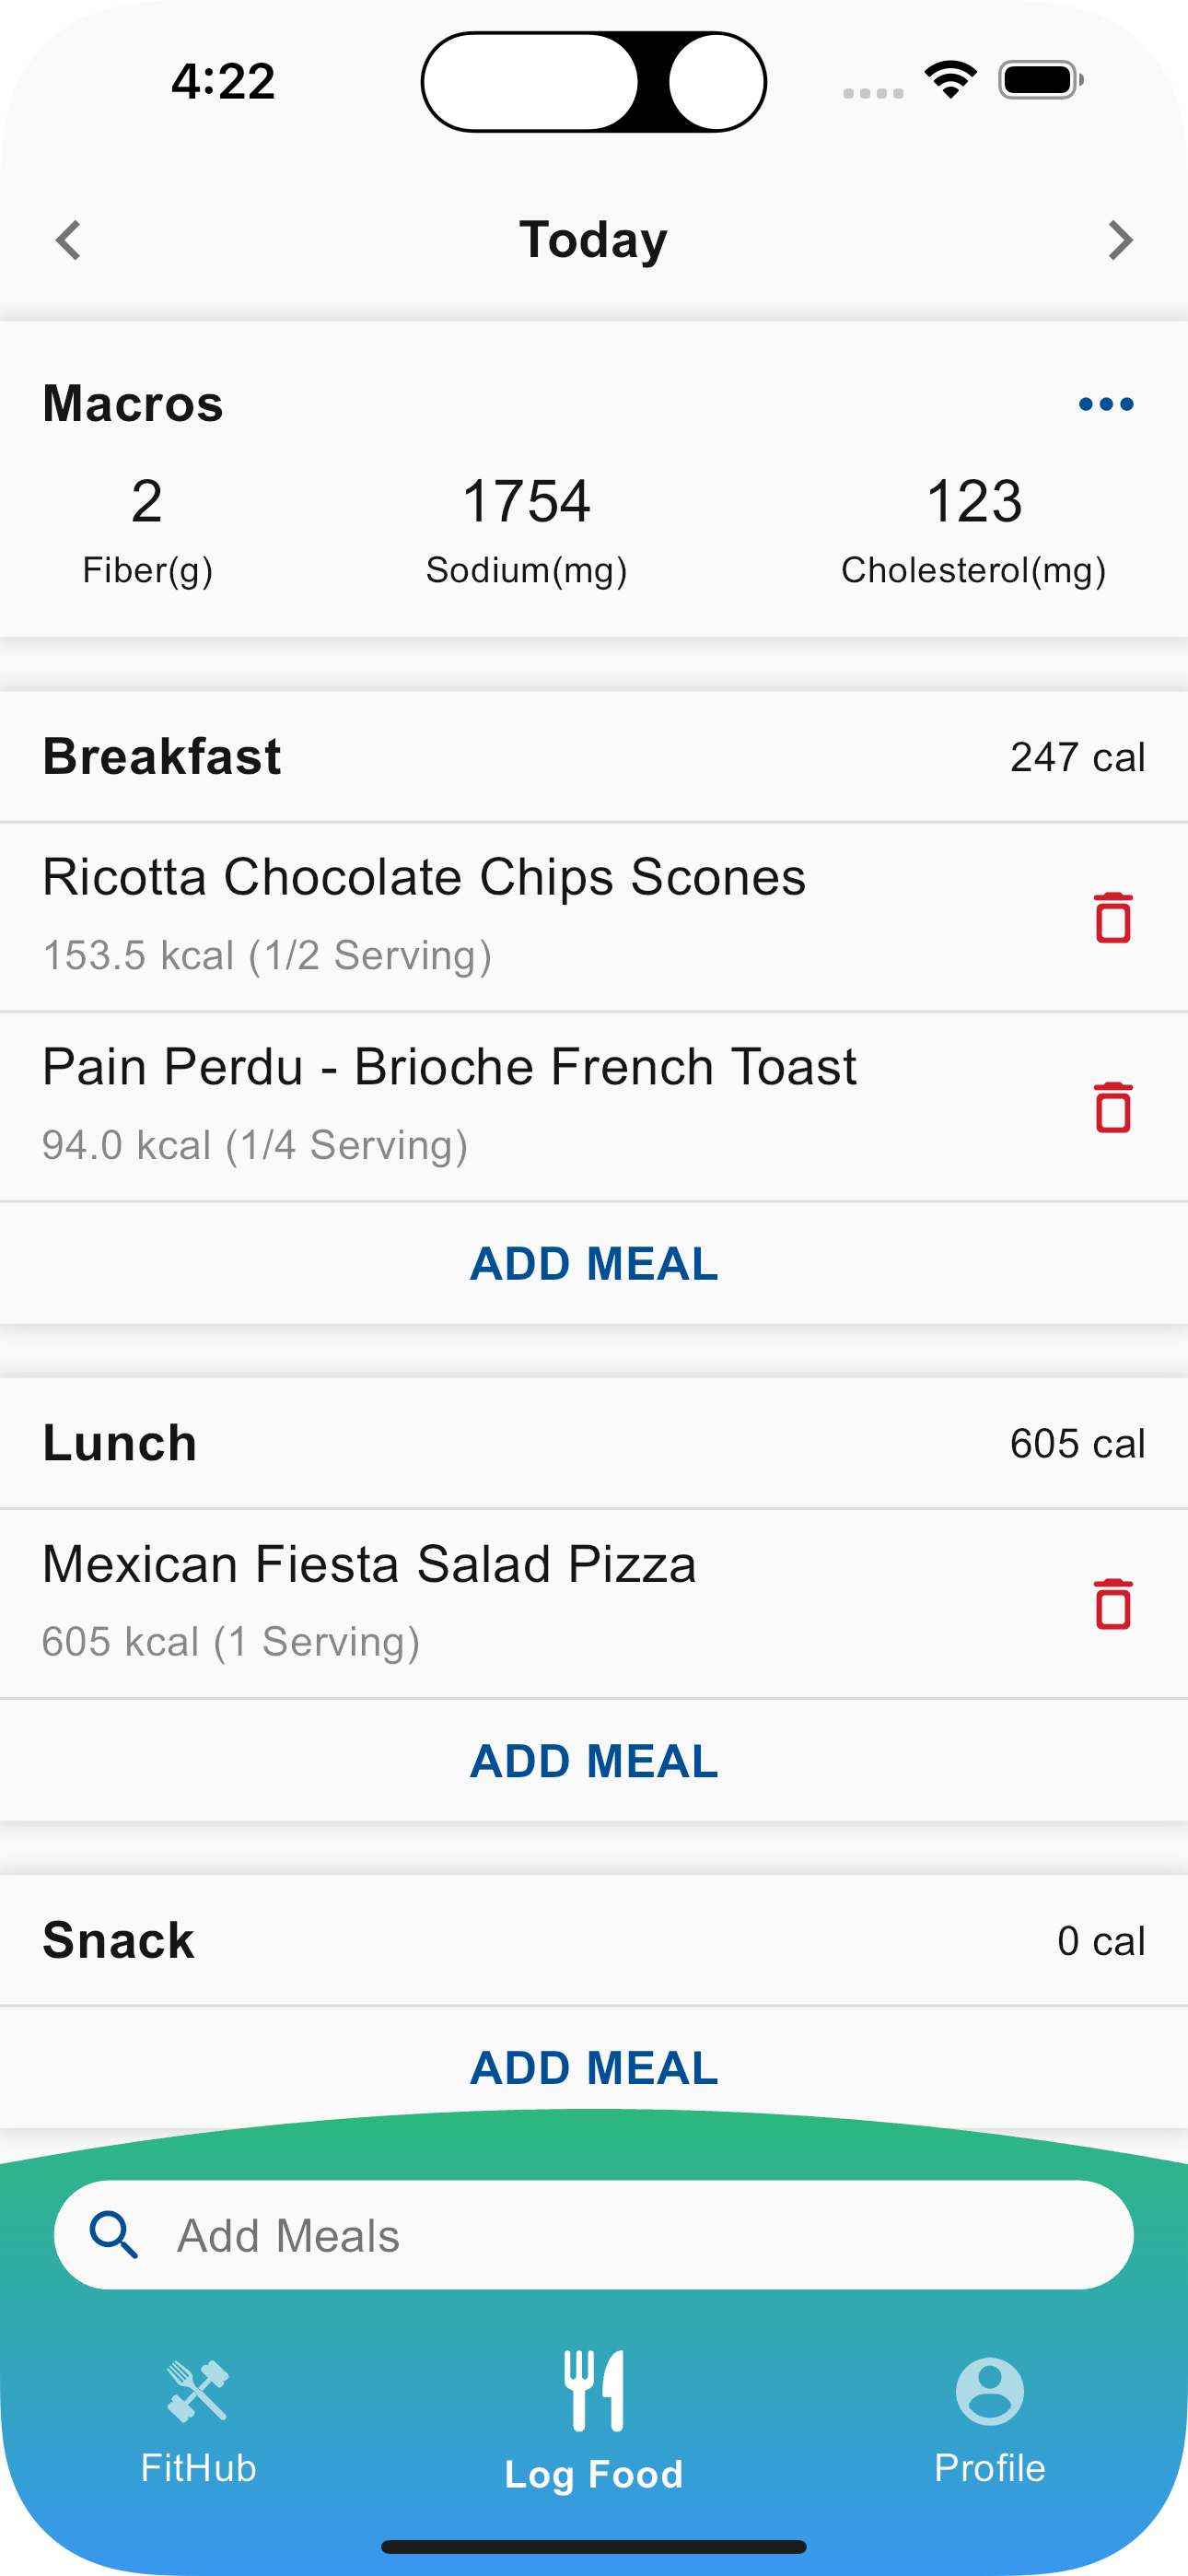 4:22
Today
Macros
2 1754 123
Fiber(g) Sodium(mg) Cholesterol(mg)
Breakfast 247 cal
Ricotta Chocolate Chips Scones
153.5 kcal (1/2 Serving)
Pain Perdu - Brioche French Toast
94.0 kcal (1/4 Serving)
ADD MEAL
Lunch 605 cal
Mexican Fiesta Salad Pizza
605 kcal (1 Serving)
ADD MEAL
Snack 0 cal
ADD MEAL
Add Meals
FitHub Log Food Profile